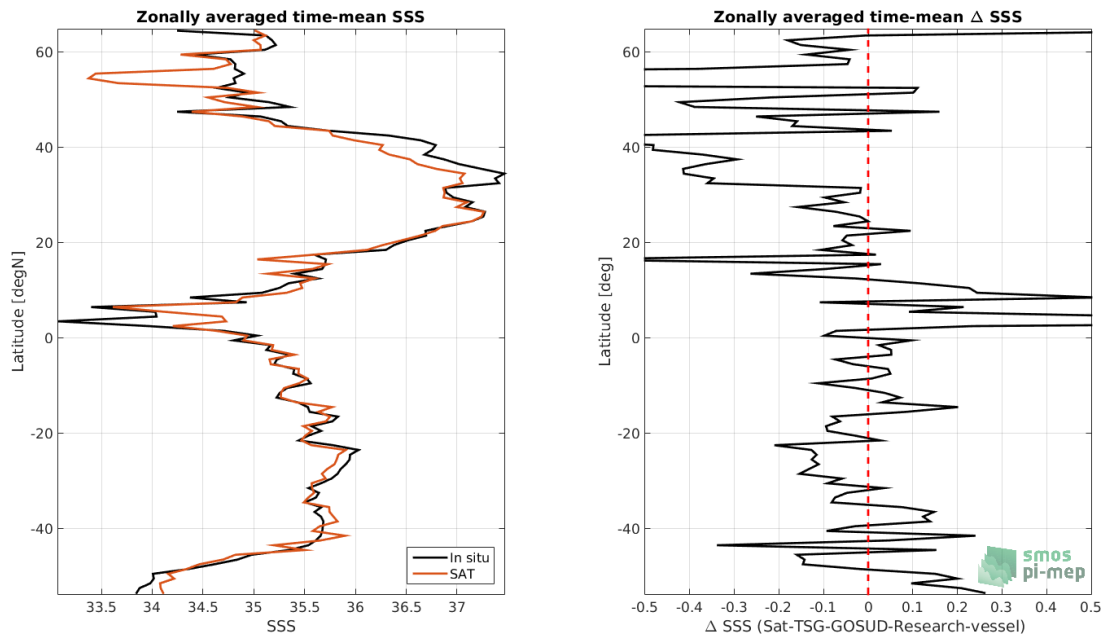 Zonally averaged time-mean SSS
60
40
20
0
-20
-40
Latitude [degN]
33.5 34 34.5 35 35.5 36 36.5 37
SSS
In situ
SAT
Zonally averaged time-mean Δ SSS
60
40
20
0
-20
-40
Latitude [deg]
-0.5 -0.4 -0.3 -0.2 -0.1 0 0.1 0.2 0.3 0.4 0.5
Δ SSS (Sat-TSG-GOSUD-Research-vessel)
smos
pi-mep